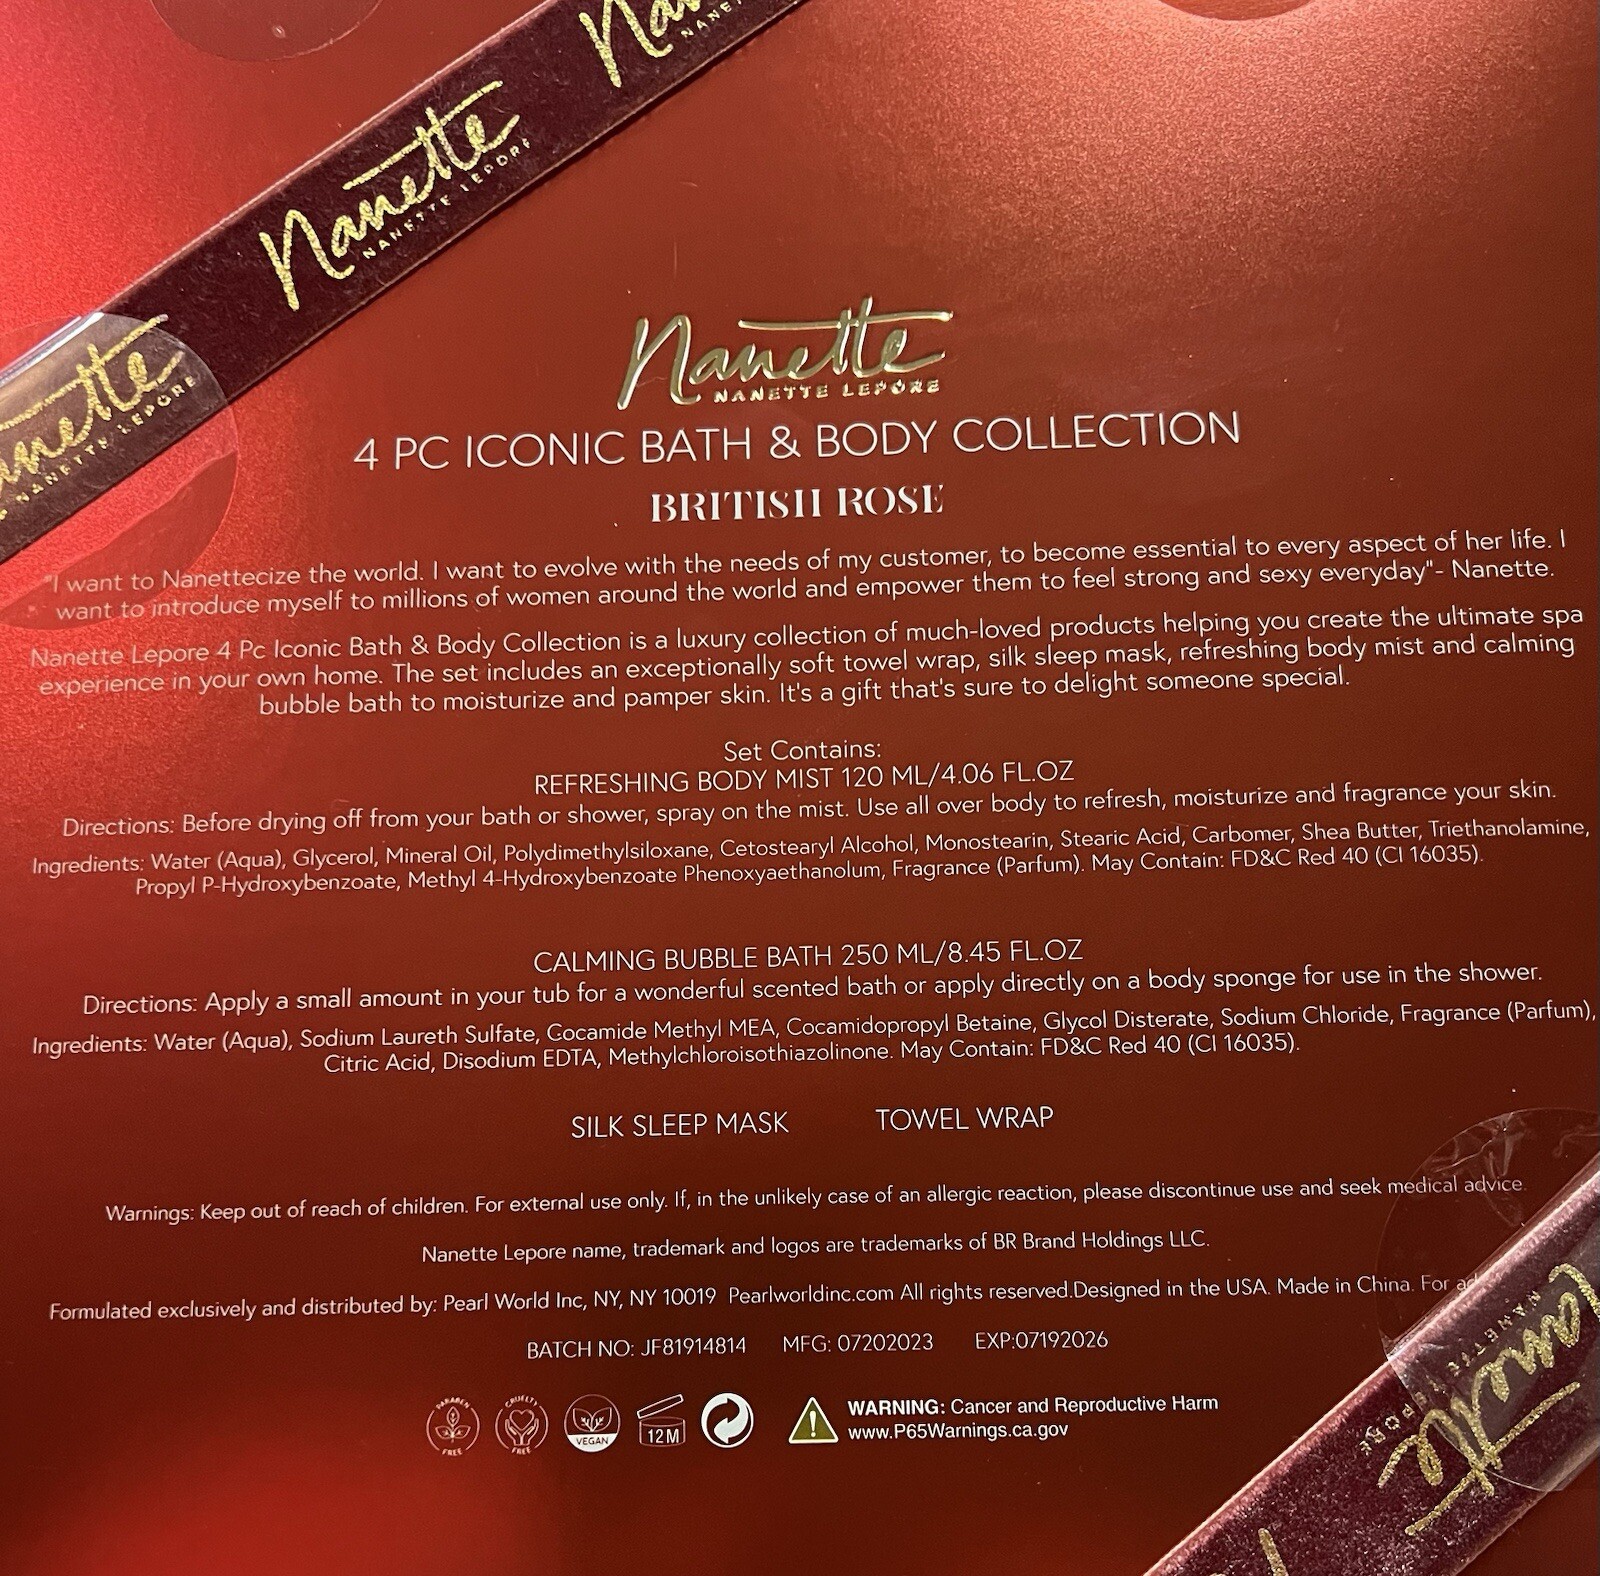 Nanette
NANETTE LEPORE
Nanette
NANETTE LEPORE
Nanette
NANETTE LEPORE
4 PC ICONIC BATH & BODY COLLECTION
BRITISH ROSE
"I want to Nanettecize the world. I want to evolve with the needs of my customer, to become essential to every aspect of her life. I
want to introduce myself to millions of women around the world and empower them to feel strong and sexy everyday"- Nanette.
Nanette Lepore 4 Pc Iconic Bath & Body Collection is a luxury collection of much-loved products helping you create the ultimate spa
experience in your own home. The set includes an exceptionally soft towel wrap, silk sleep mask, refreshing body mist and calming
bubble bath to moisturize and pamper skin. It's a gift that's sure to delight someone special.
Set Contains:
REFRESHING BODY MIST 120 ML/4.06 FL.OZ
Directions: Before drying off from your bath or shower, spray on the mist. Use all over body to refresh, moisturize and fragrance your skin.
Ingredients: Water (Aqua), Glycerol, Mineral Oil, Polydimethylsiloxane, Cetostearyl Alcohol, Monostearin, Stearic Acid, Carbomer, Shea Butter, Triethanolamine,
Propyl P-Hydroxybenzoate, Methyl 4-Hydroxybenzoate Phenoxyaethanolum, Fragrance (Parfum). May Contain: FD&C Red 40 (CI 16035).
CALMING BUBBLE BATH 250 ML/8.45 FL.OZ
Directions: Apply a small amount in your tub for a wonderful scented bath or apply directly on a body sponge for use in the shower.
Ingredients: Water (Aqua), Sodium Laureth Sulfate, Cocamide Methyl MEA, Cocamidopropyl Betaine, Glycol Disterate, Sodium Chloride, Fragrance (Parfum),
Citric Acid, Disodium EDTA, Methylchloroisothiazolinone. May Contain: FD&C Red 40 (CI 16035).
SILK SLEEP MASK TOWEL WRAP
Warnings: Keep out of reach of children. For external use only. If, in the unlikely case of an allergic reaction, please discontinue use and seek medical advice.
Nanette Lepore name, trademark and logos are trademarks of BR Brand Holdings LLC.
Formulated exclusively and distributed by: Pearl World Inc, NY, NY 10019 Pearlworldinc.com All rights reserved.Designed in the USA. Made in China. For
BATCH NO: JF81914814 MFG: 07202023 EXP:07192026
PARABEN FREE
CRUELTY FREE
VEGAN
12M
WARNING: Cancer and Reproductive Harm
www.P65Warnings.ca.gov
Nanette
NANETTE LEPORE